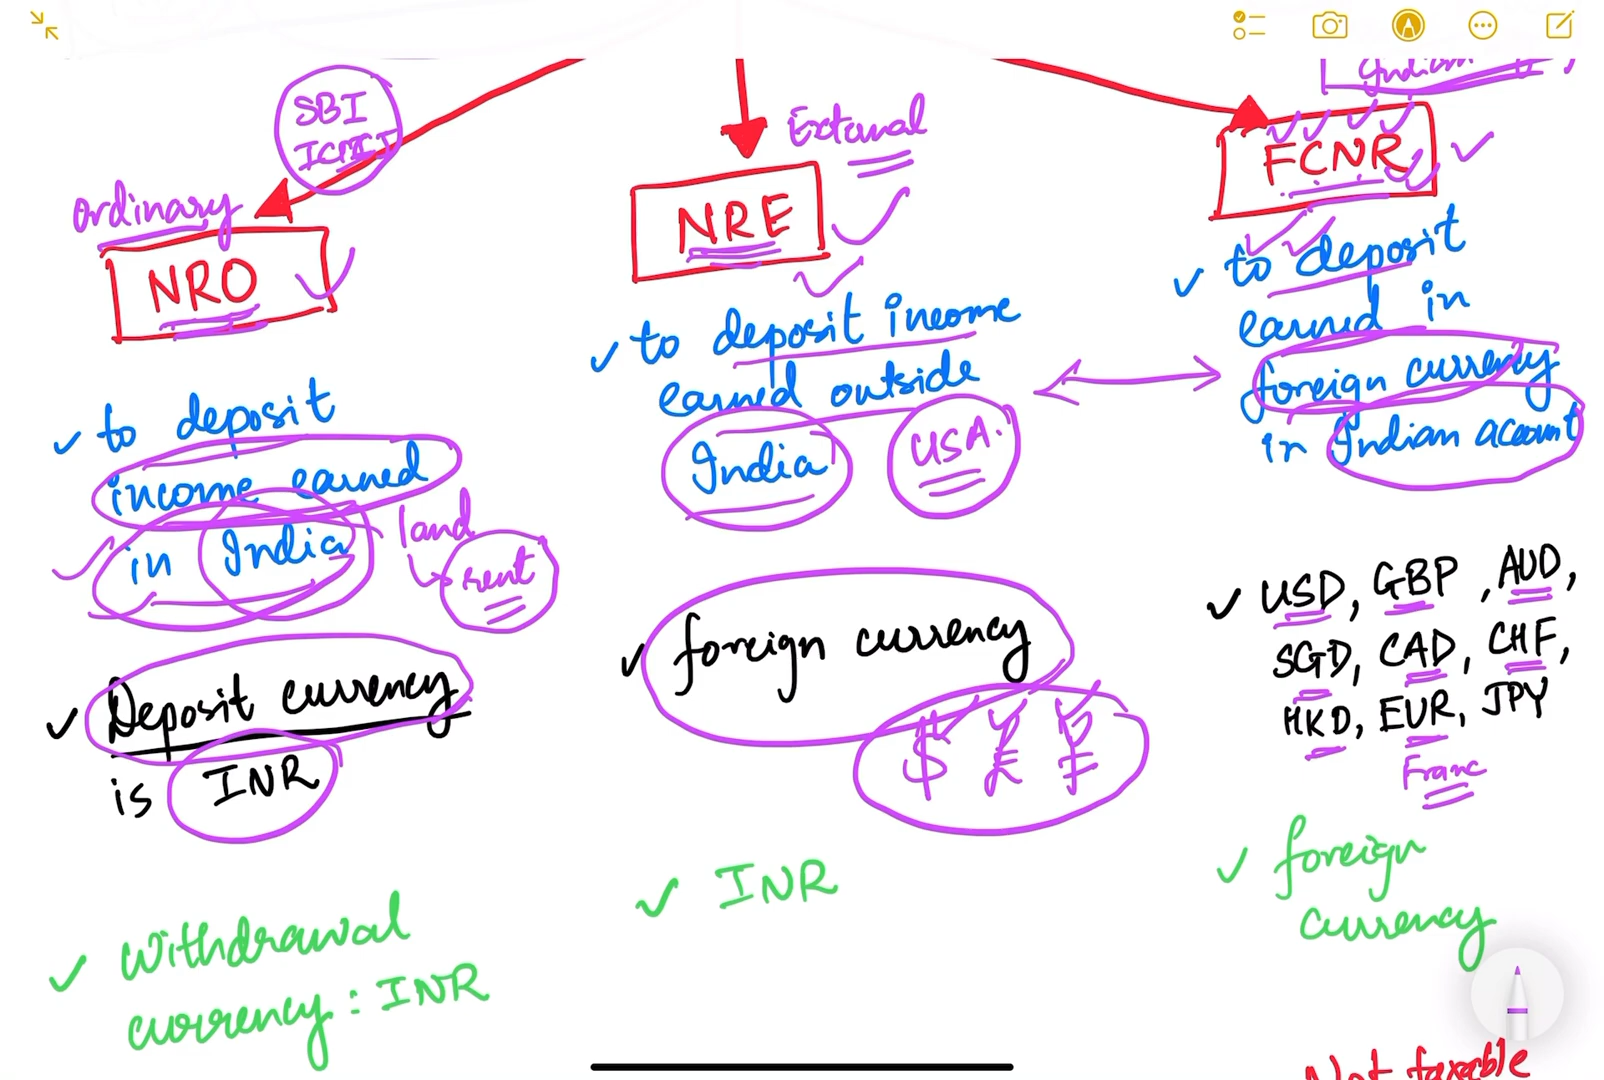 SBI
Ordinary
NRO
to deposit
income earned
in India
land
rent
Deposit currency
is INR
withdrawal
currency : INR
External
NRE
to deposit income
earned outside
India USA.
foreign currency
$ £
INR
FCNR
to deposit
earned in
foreign currency
in Indian account
USD, GBP, AUD,
SGD, CAD, CHF,
HKD, EUR, JPY
Franc
foreign
currency
Not taxable